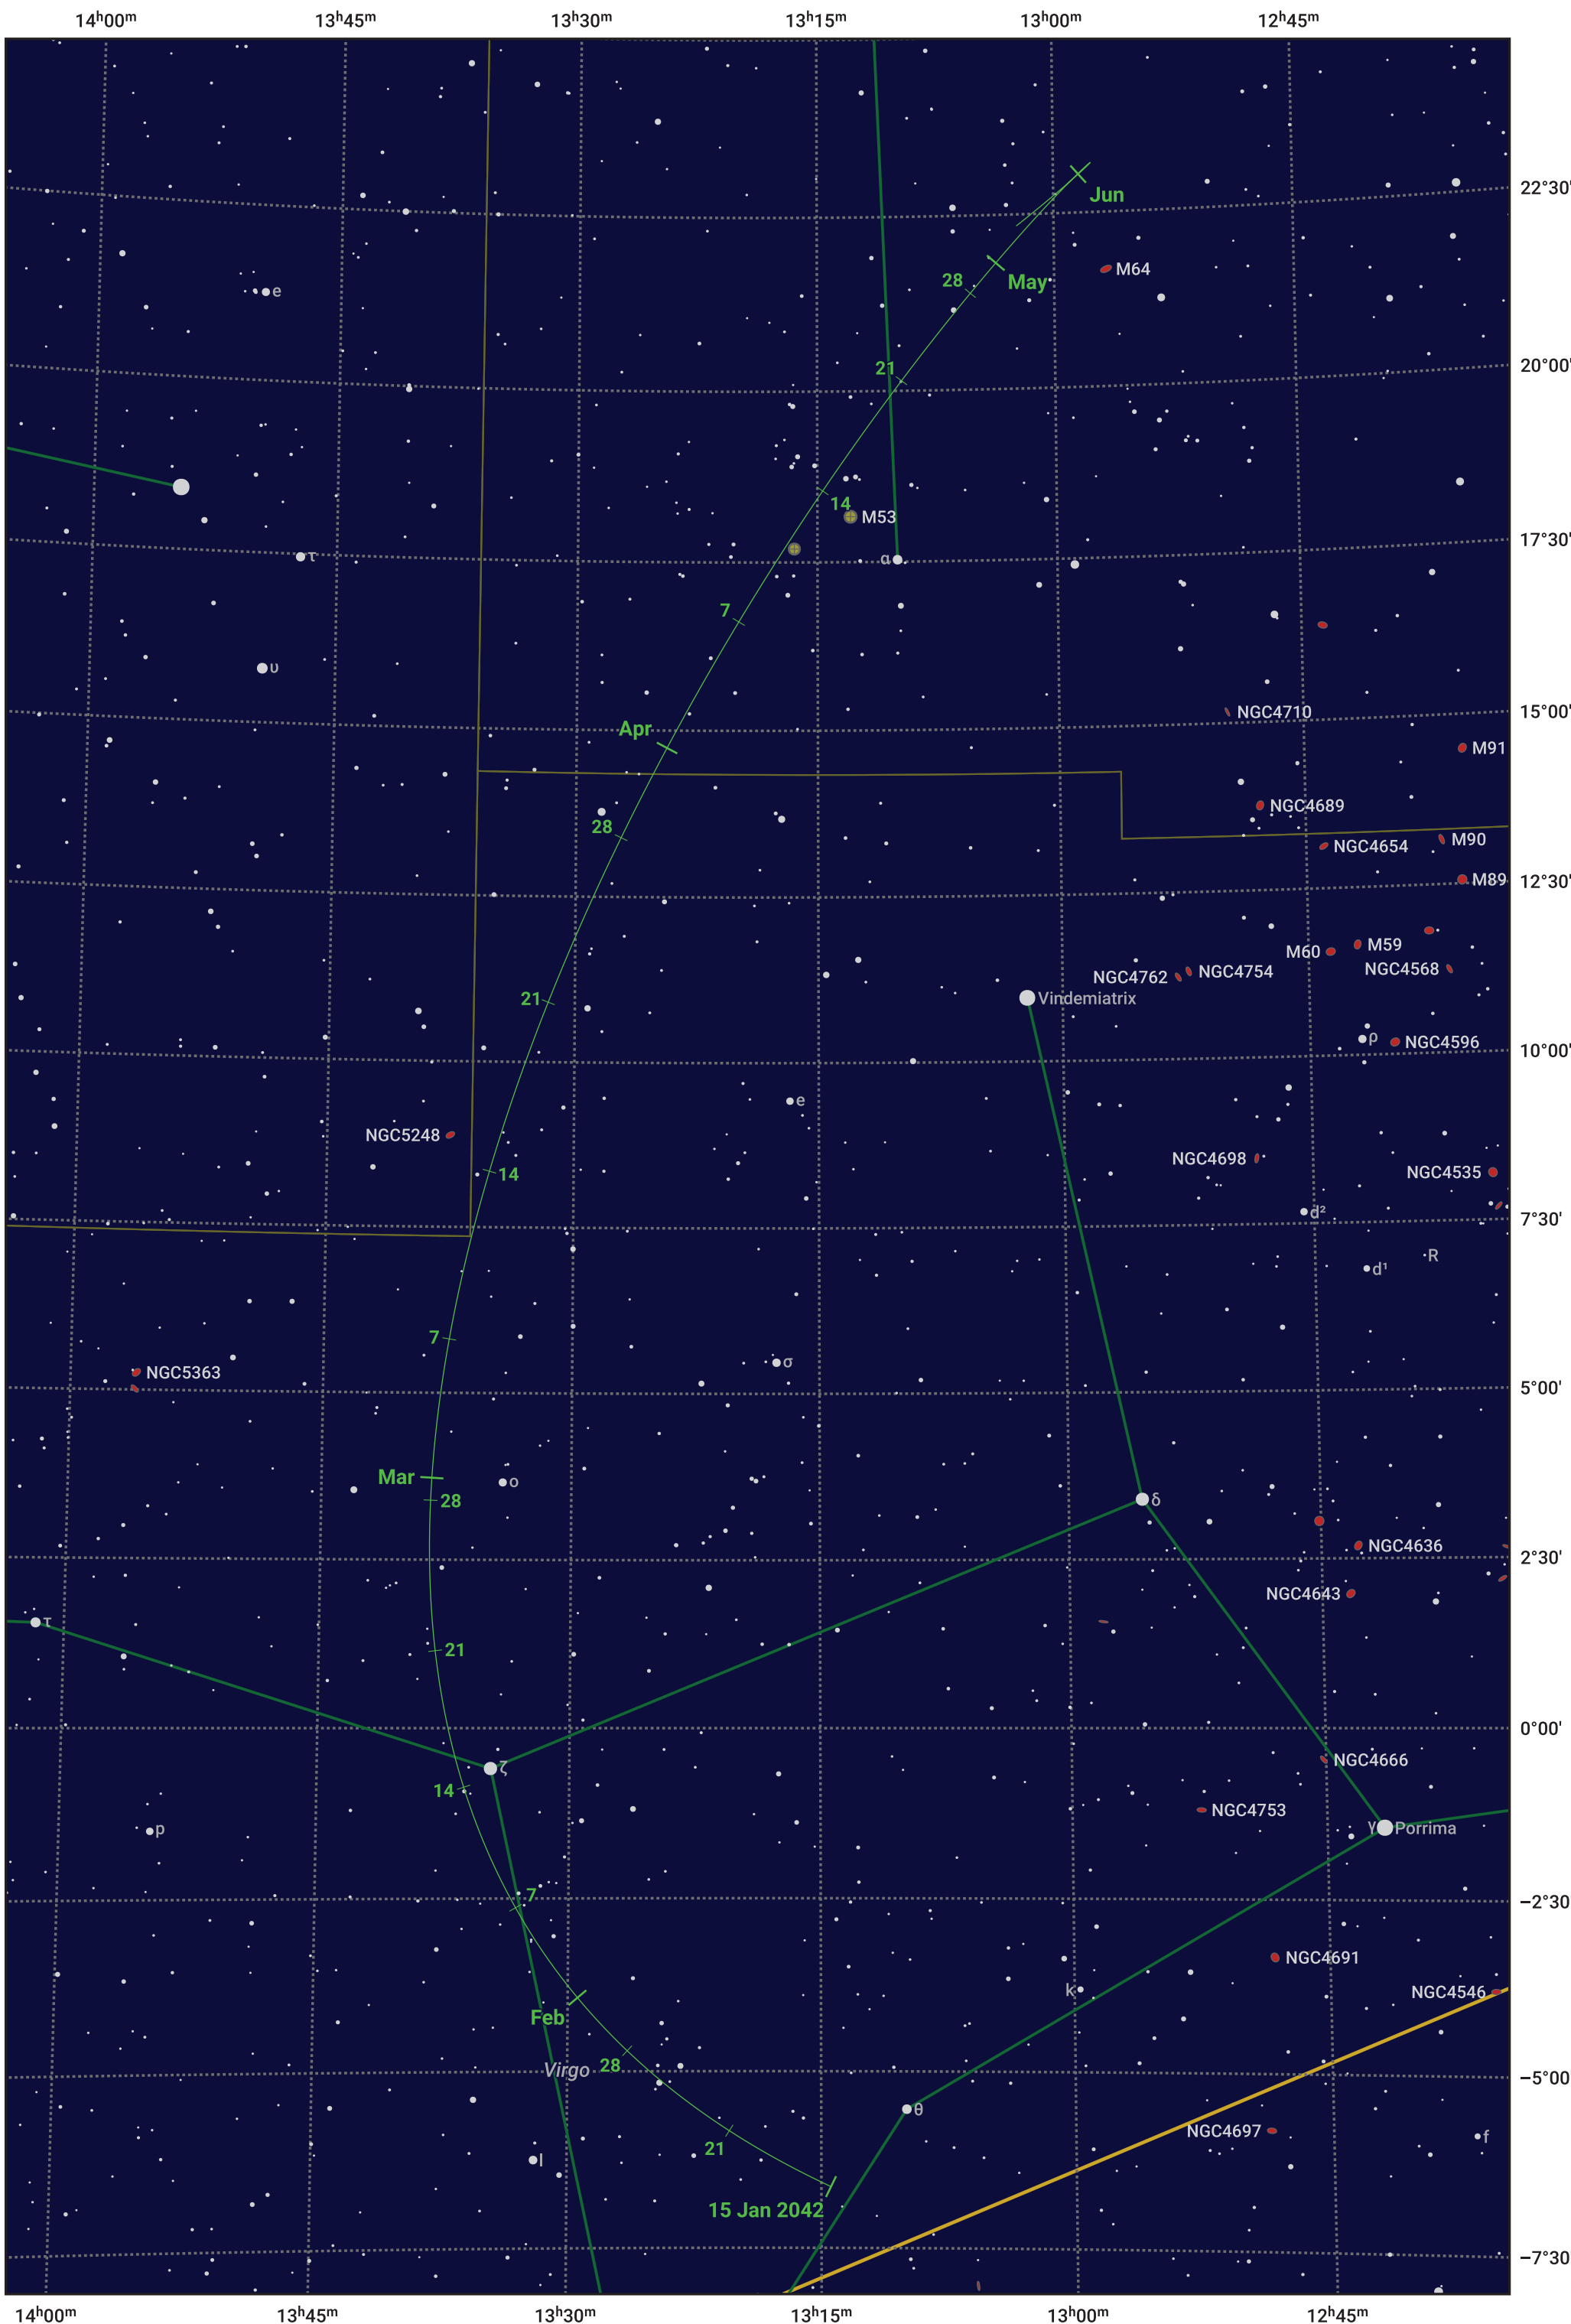 14ʰ00ᵐ 13ʰ45ᵐ 13ʰ30ᵐ 13ʰ15ᵐ 13ʰ00ᵐ 12ʰ45ᵐ
22°30'
Jun
M64
28 May
e
20°00'
21
14
M53
17°30'
τ
α
7
υ
NGC4710
15°00'
Apr
M91
NGC4689
28
M90
NGC4654
M89
12°30'
M60
M59
NGC4568
NGC4762
NGC4754
21
Vindemiatrix
ρ
NGC4596
10°00'
e
NGC5248
NGC4698
14
NGC4535
d²
7°30'
R
d¹
7
σ
NGC5363
5°00'
Mar
ο
28
δ
NGC4636
2°30'
NGC4643
τ
21
0°00'
NGC4666
ζ
14
NGC4753
p
γ Porrima
7
−2°30
NGC4691
k
NGC4546
Feb
28
Virgo
−5°00
θ
NGC4697
f
21
l
15 Jan 2042
−7°30
14ʰ00ᵐ 13ʰ45ᵐ 13ʰ30ᵐ 13ʰ15ᵐ 13ʰ00ᵐ 12ʰ45ᵐ